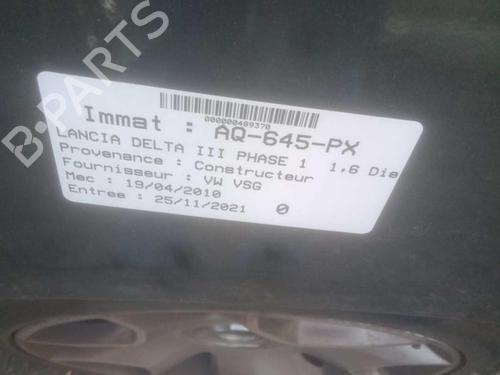 B-PARTS
000000409370
Immat : AQ-645-PX
LANCIA DELTA III PHASE 1 1,6 Die
Provenance : Constructeur
Fournisseur : VW VSG
Mec : 19/04/2010
Entree : 25/11/2021 0